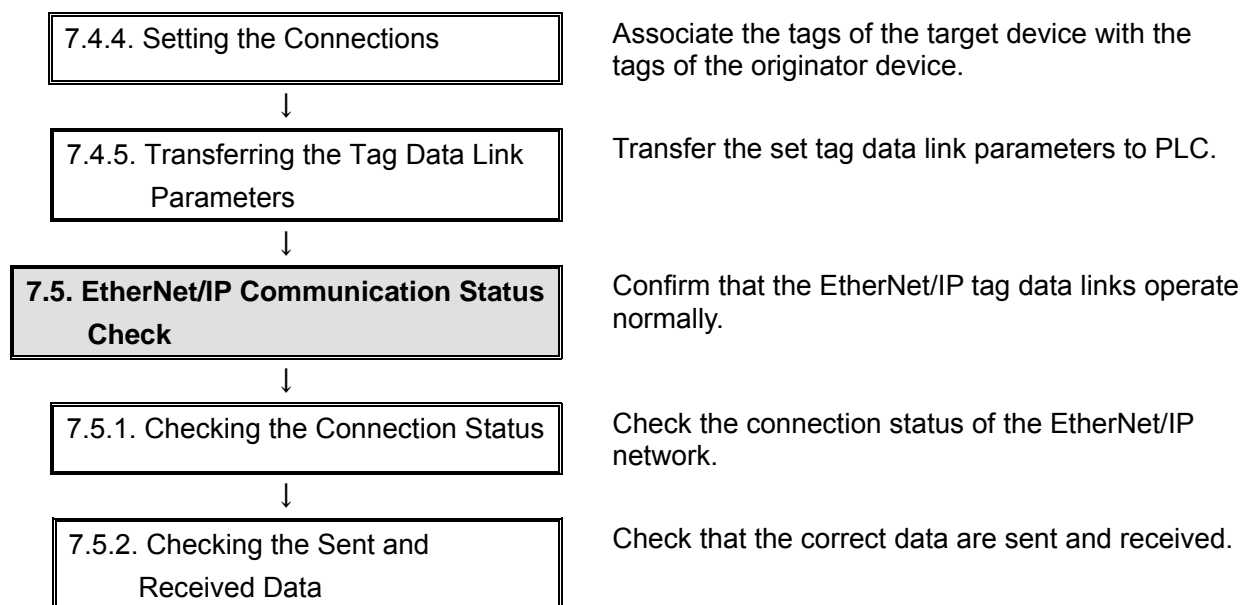 7.4.4. Setting the Connections
Associate the tags of the target device with the
tags of the originator device.
↓
7.4.5. Transferring the Tag Data Link
Parameters
Transfer the set tag data link parameters to PLC.
↓
7.5. EtherNet/IP Communication Status
Check
Confirm that the EtherNet/IP tag data links operate
normally.
↓
7.5.1. Checking the Connection Status
Check the connection status of the EtherNet/IP
network.
↓
7.5.2. Checking the Sent and
Received Data
Check that the correct data are sent and received.